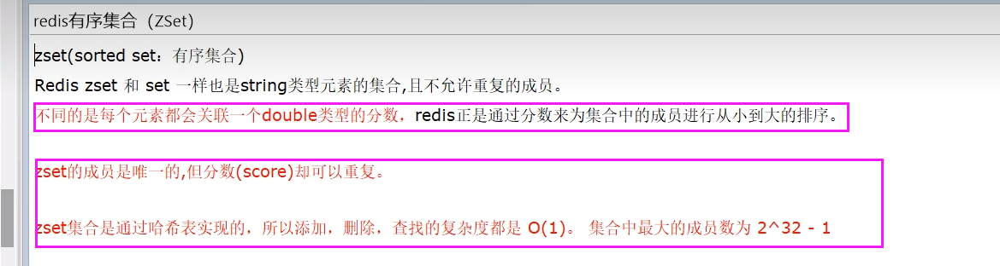 redis有序集合（ZSet）
zset(sorted set：有序集合)
Redis zset 和 set 一样也是string类型元素的集合,且不允许重复的成员。
不同的是每个元素都会关联一个double类型的分数，redis正是通过分数来为集合中的成员进行从小到大的排序。
zset的成员是唯一的,但分数(score)却可以重复。
zset集合是通过哈希表实现的，所以添加，删除，查找的复杂度都是 O(1)。 集合中最大的成员数为 2^32 - 1